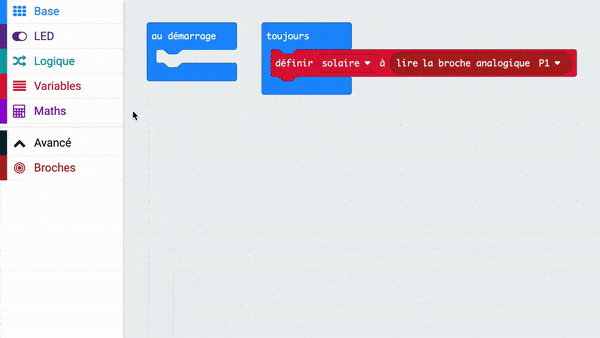 Base
LED
Logique
Variables
Maths
Avancé
Broches
au démarrage
toujours
définir solaire à lire la broche analogique P1